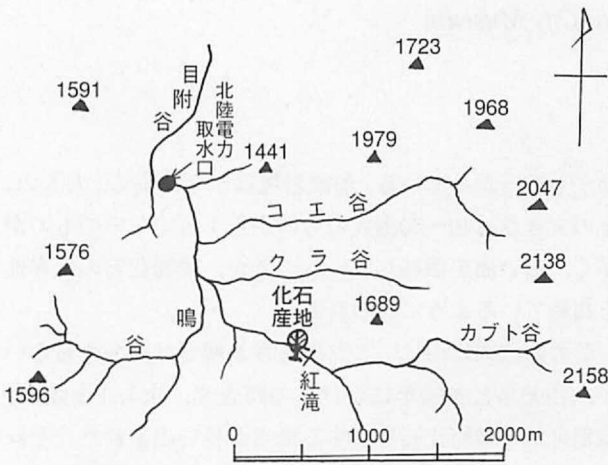 1723
1591
1968
目附谷
北陸電力
取水口
1441
1979
コエ谷
2047
1576
クラ谷
2138
化石
産地
1689
カブト谷
鳴谷
紅滝
1596
2158
0 1000 2000m